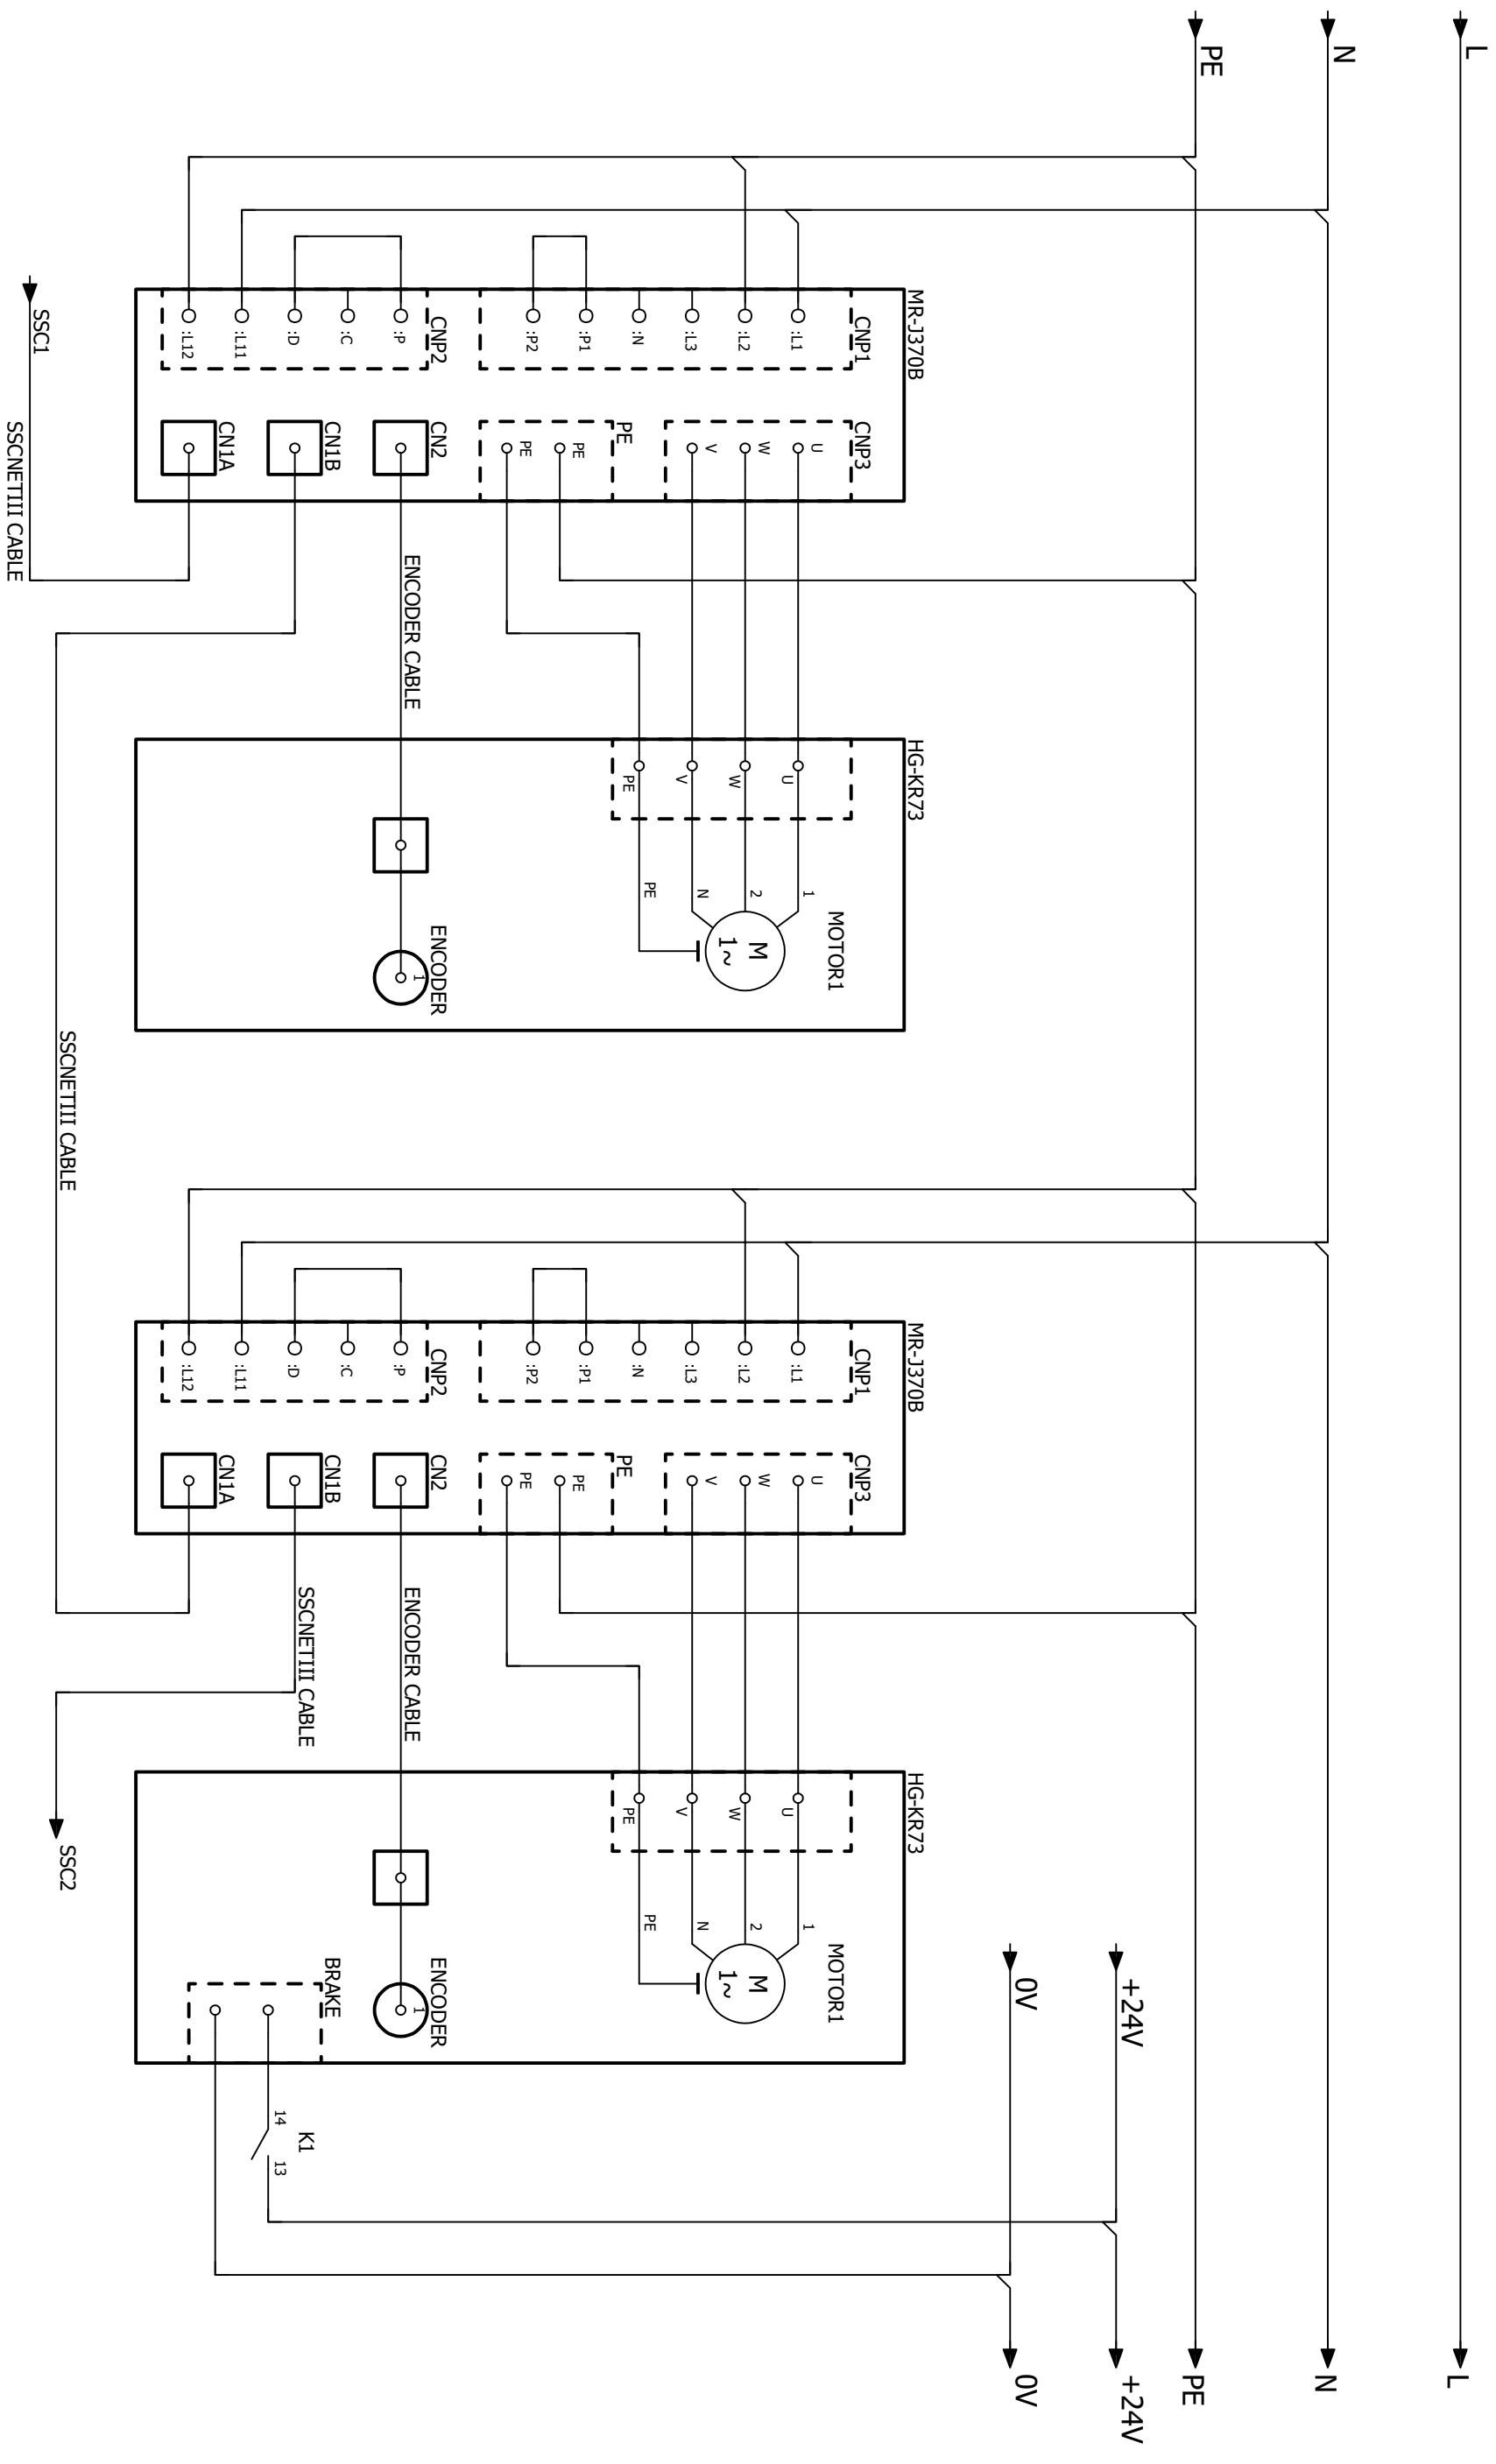 L
N
PE
L
N
PE
+24V
0V
+24V
0V
MR-J370B
CNP1
:L1
:L2
:L3
:N
:P1
:P2
CNP2
:P
:C
:D
:L11
:L12
CNP3
U
W
V
PE
PE
PE
CN2
CN1B
CN1A
SSC1
SSCNETIII CABLE
ENCODER CABLE
HG-KR73
U
W
V
PE
1
2
N
PE
MOTOR1
M
1~
ENCODER
1
SSCNETIII CABLE
MR-J370B
CNP1
:L1
:L2
:L3
:N
:P1
:P2
CNP2
:P
:C
:D
:L11
:L12
CNP3
U
W
V
PE
PE
PE
CN2
CN1B
CN1A
ENCODER CABLE
SSCNETIII CABLE
SSC2
HG-KR73
U
W
V
PE
1
2
N
PE
MOTOR1
M
1~
ENCODER
1
BRAKE
14
K1
13